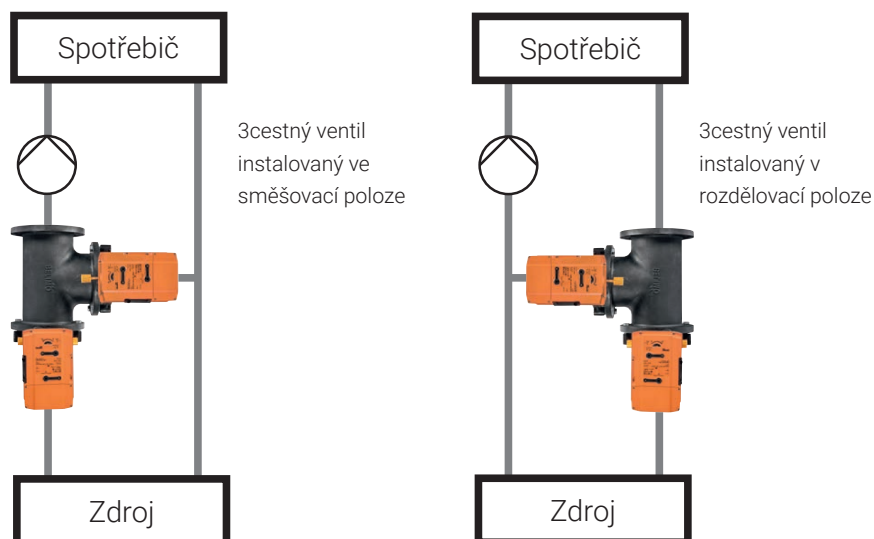 Spotřebič
3cestný ventil
instalovaný ve
směšovací poloze
Zdroj
Spotřebič
3cestný ventil
instalovaný v
rozdělovací poloze
Zdroj